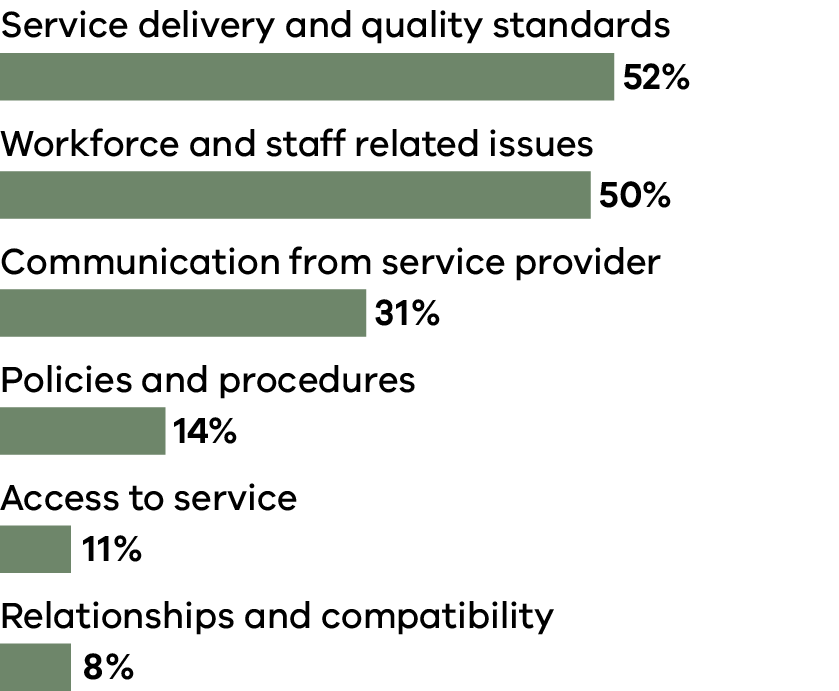 Service delivery and quality standards
52%
Workforce and staff related issues
50%
Communication from service provider
31%
Policies and procedures
14%
Access to service
11%
Relationships and compatibility
8%